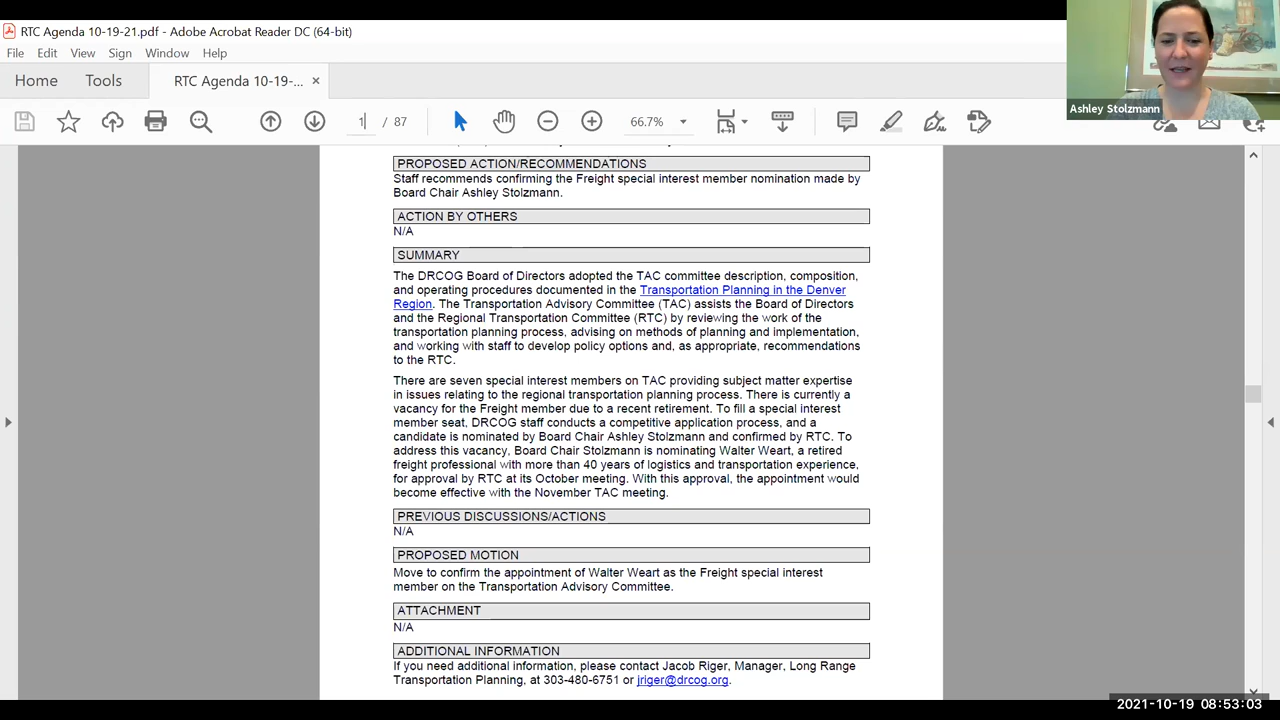 RTC Agenda 10-19-21.pdf - Adobe Acrobat Reader DC (64-bit)
File Edit View Sign Window Help
Home Tools RTC Agenda 10-19-... ×
1 / 87 66.7%
Ashley Stolzmann
PROPOSED ACTION/RECOMMENDATIONS
Staff recommends confirming the Freight special interest member nomination made by
Board Chair Ashley Stolzmann.
ACTION BY OTHERS
N/A
SUMMARY
The DRCOG Board of Directors adopted the TAC committee description, composition,
and operating procedures documented in the Transportation Planning in the Denver
Region. The Transportation Advisory Committee (TAC) assists the Board of Directors
and the Regional Transportation Committee (RTC) by reviewing the work of the
transportation planning process, advising on methods of planning and implementation,
and working with staff to develop policy options and, as appropriate, recommendations
to the RTC.
There are seven special interest members on TAC providing subject matter expertise
in issues relating to the regional transportation planning process. There is currently a
vacancy for the Freight member due to a recent retirement. To fill a special interest
member seat, DRCOG staff conducts a competitive application process, and a
candidate is nominated by Board Chair Ashley Stolzmann and confirmed by RTC. To
address this vacancy, Board Chair Stolzmann is nominating Walter Weart, a retired
freight professional with more than 40 years of logistics and transportation experience,
for approval by RTC at its October meeting. With this approval, the appointment would
become effective with the November TAC meeting.
PREVIOUS DISCUSSIONS/ACTIONS
N/A
PROPOSED MOTION
Move to confirm the appointment of Walter Weart as the Freight special interest
member on the Transportation Advisory Committee.
ATTACHMENT
N/A
ADDITIONAL INFORMATION
If you need additional information, please contact Jacob Riger, Manager, Long Range
Transportation Planning, at 303-480-6751 or jriger@drcog.org.
2021-10-19 08:53:03